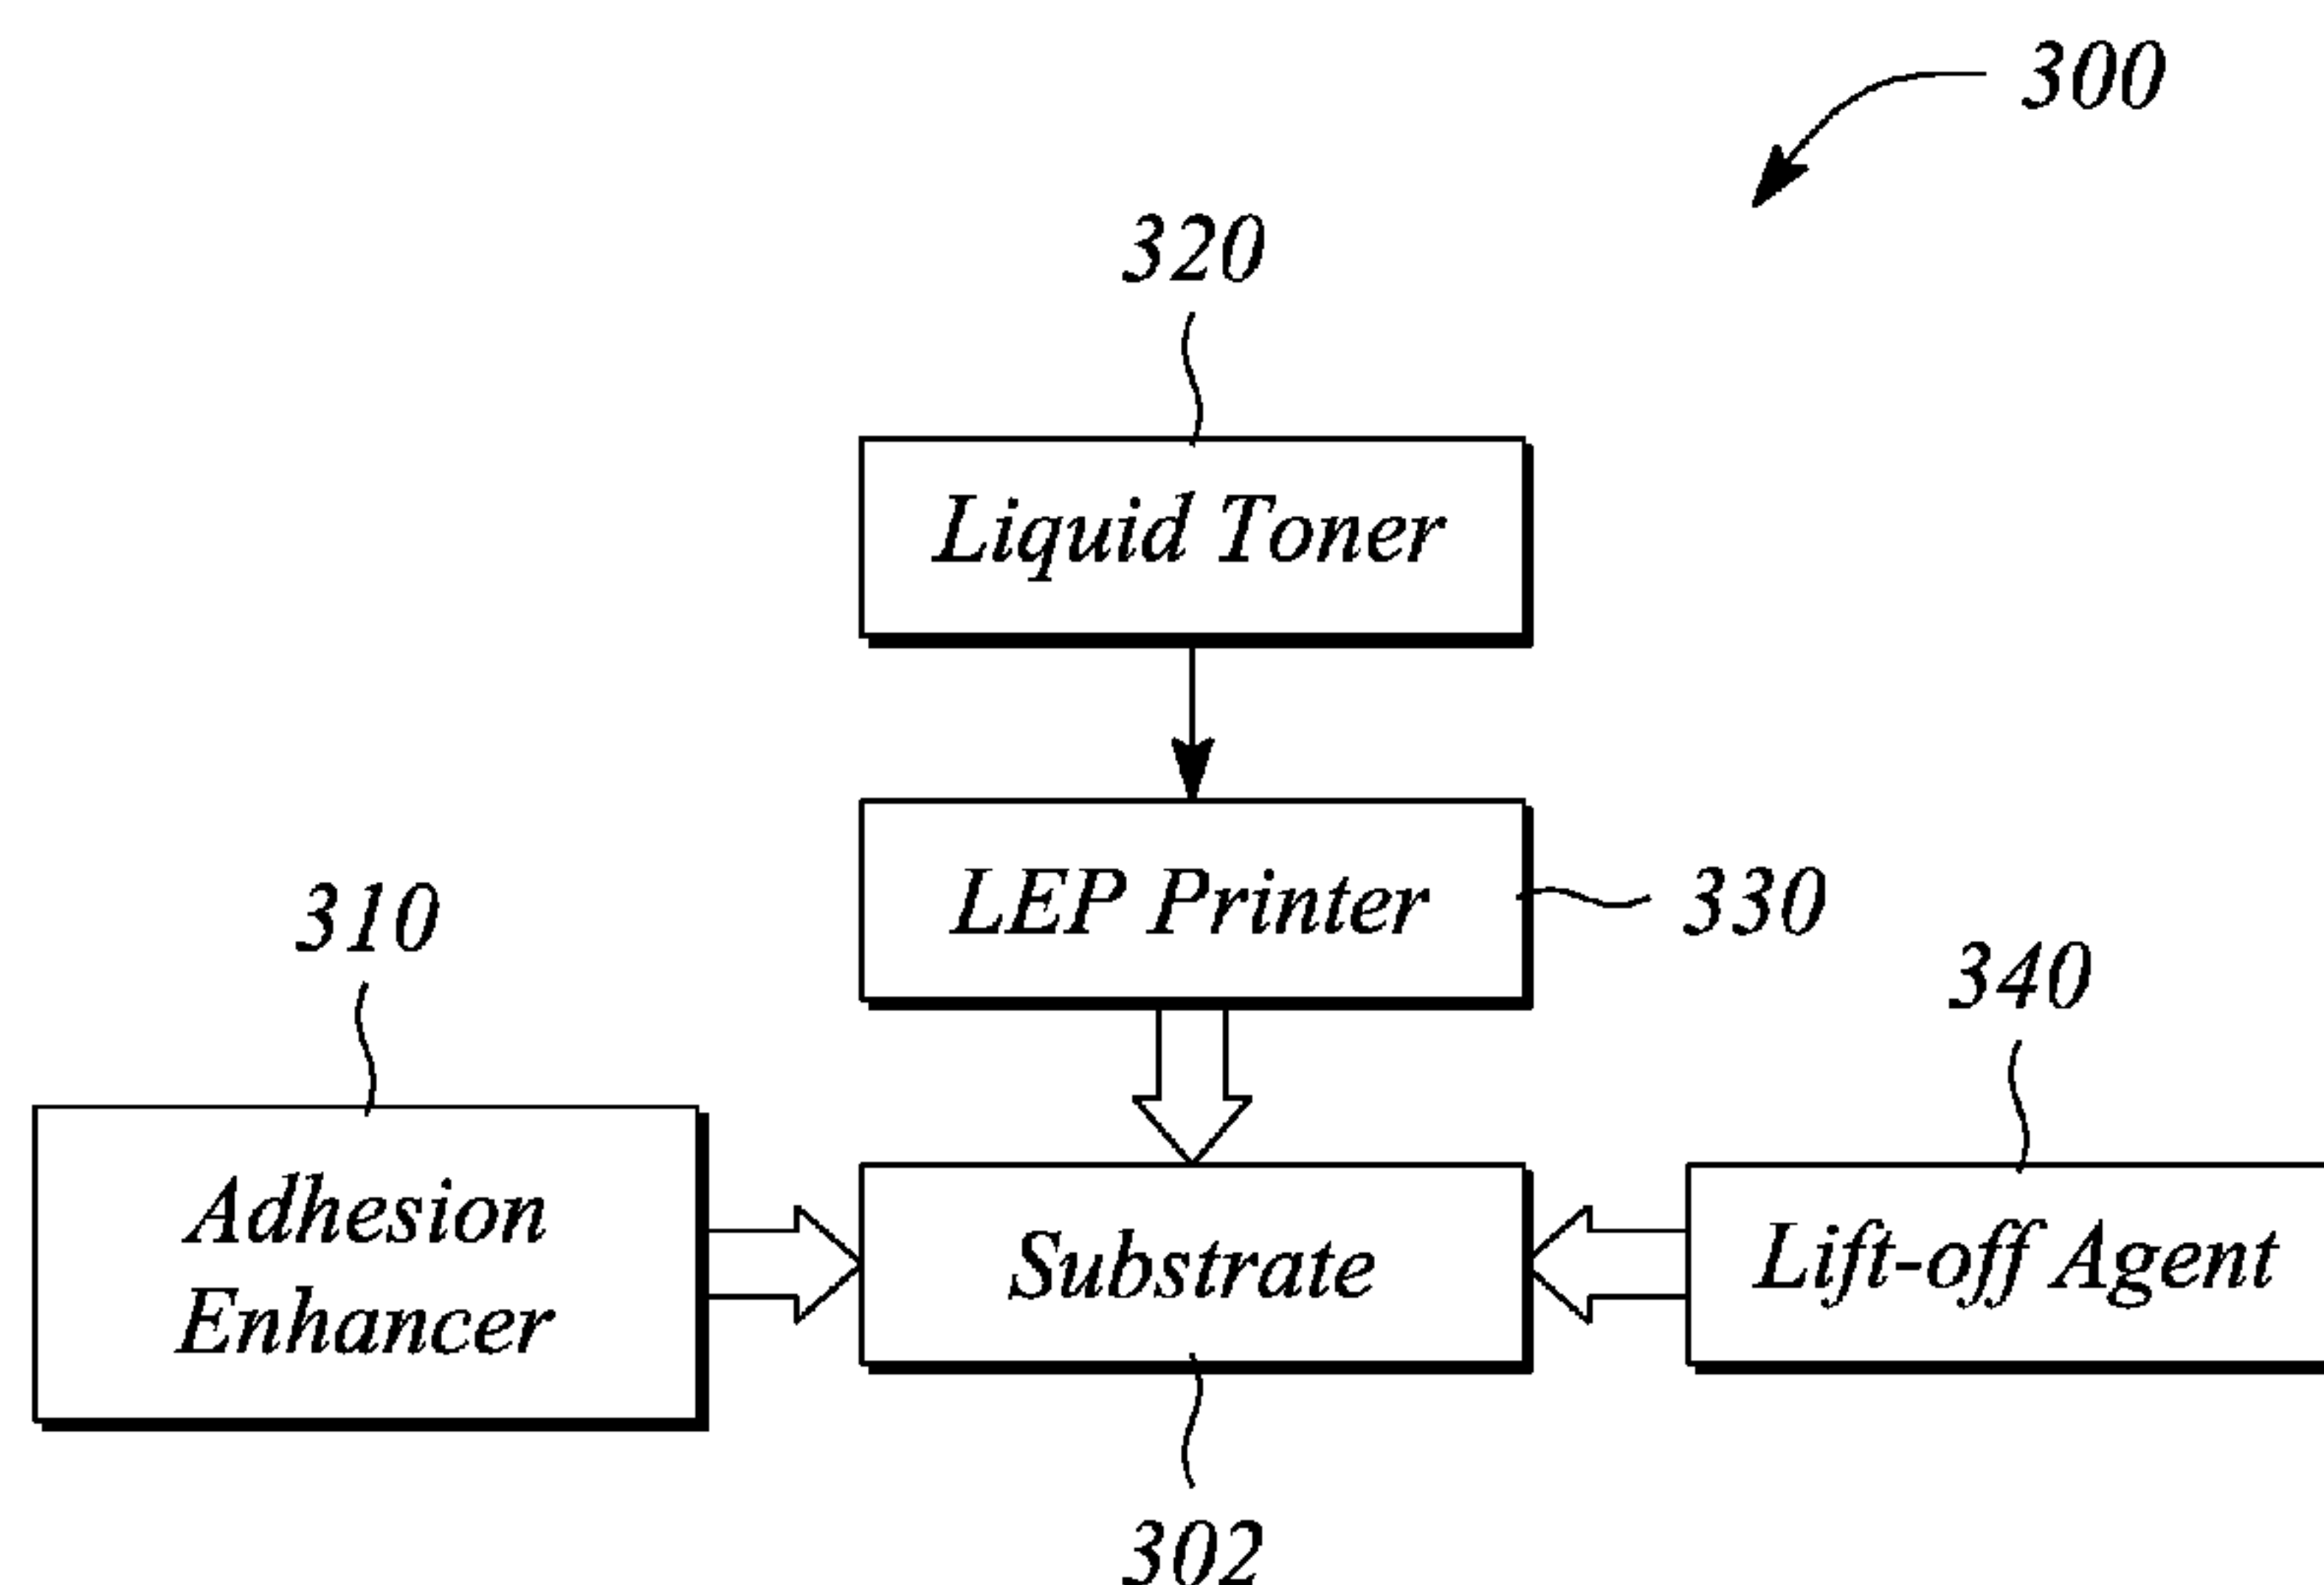 300
320
Liquid Toner
LEP Printer
330
310
340
Adhesion
Enhancer
Substrate
Lift-off Agent
302